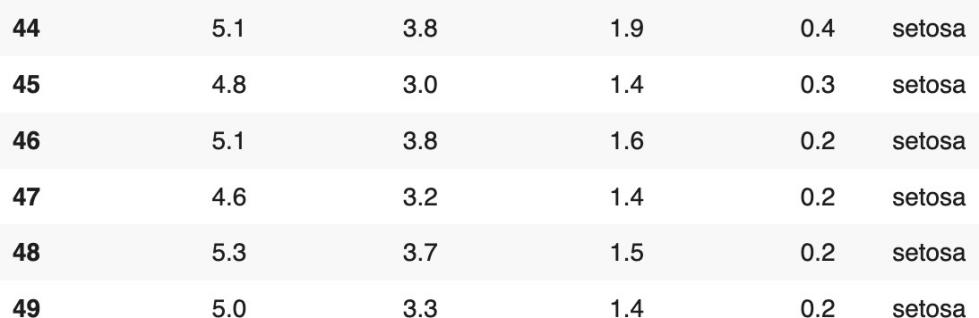 44 5.1 3.8 1.9 0.4 setosa
45 4.8 3.0 1.4 0.3 setosa
46 5.1 3.8 1.6 0.2 setosa
47 4.6 3.2 1.4 0.2 setosa
48 5.3 3.7 1.5 0.2 setosa
49 5.0 3.3 1.4 0.2 setosa